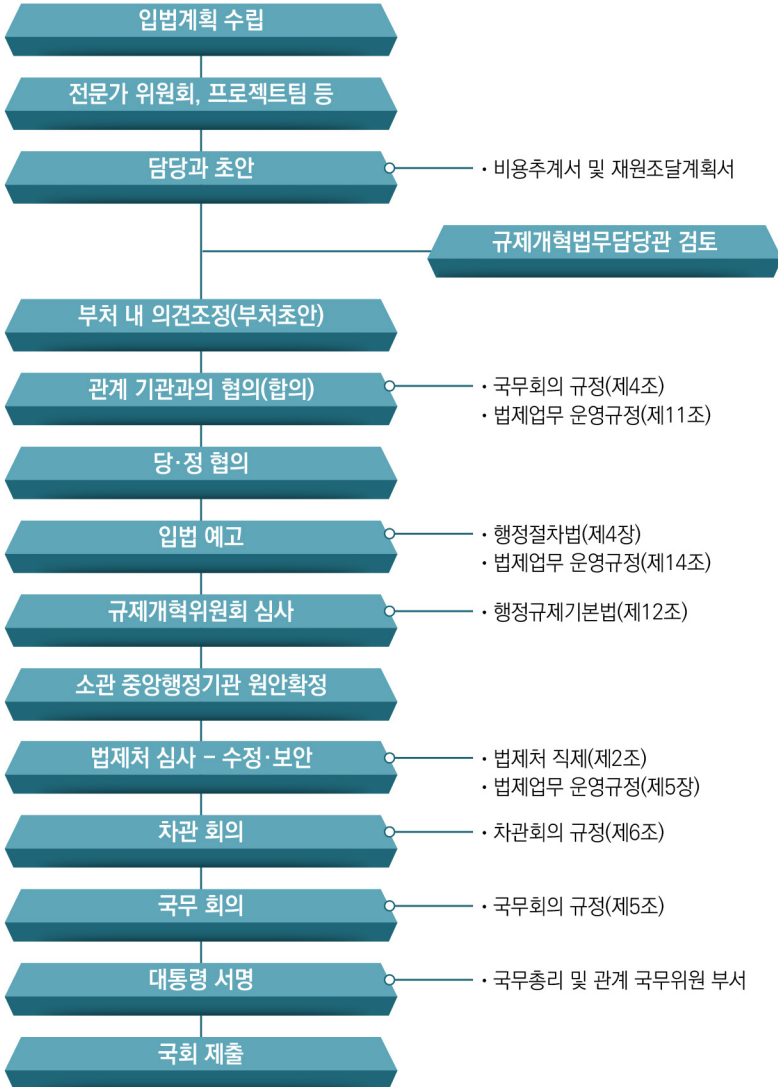 입법계획 수립
전문가 위원회, 프로젝트팀 등
담당과 초안
· 비용추계서 및 재원조달계획서
규제개혁법무담당관 검토
부처 내 의견조정(부처초안)
관계 기관과의 협의(합의)
· 국무회의 규정(제4조)
· 법제업무 운영규정(제11조)
당·정 협의
입법 예고
· 행정절차법(제4장)
· 법제업무 운영규정(제14조)
규제개혁위원회 심사
· 행정규제기본법(제12조)
소관 중앙행정기관 원안확정
법제처 심사 – 수정·보안
· 법제처 직제(제2조)
· 법제업무 운영규정(제5장)
차관 회의
· 차관회의 규정(제6조)
국무 회의
· 국무회의 규정(제5조)
대통령 서명
· 국무총리 및 관계 국무위원 부서
국회 제출